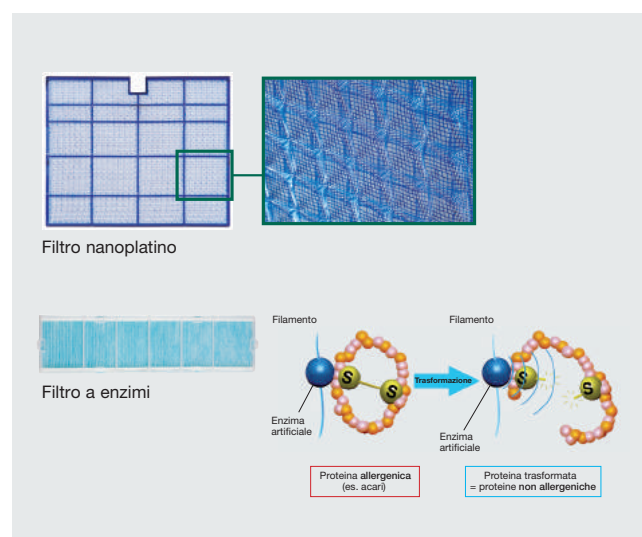 Filtro nanoplatino
Filtro a enzimi
Filamento
S
S
Enzima
artificiale
Trasformazione
Filamento
S
S
Enzima
artificiale
Proteina allergenica
(es. acari)
Proteina trasformata
= proteine non allergeniche